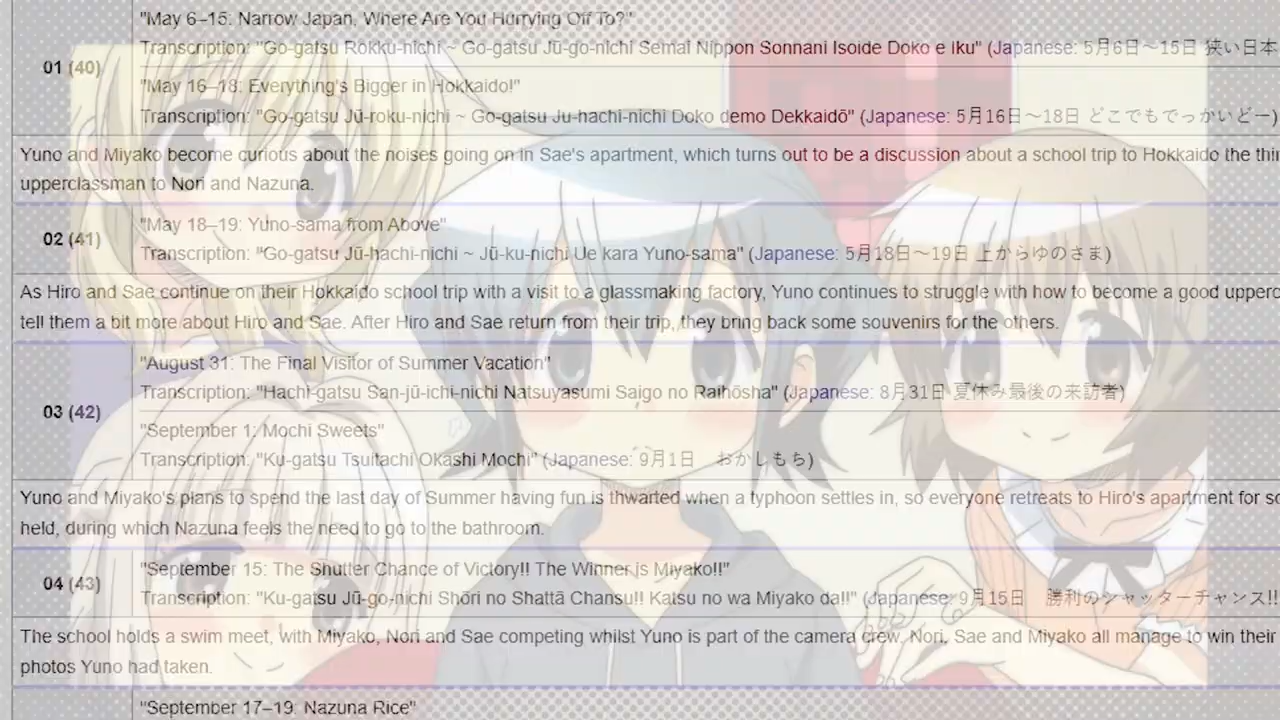 "May 6–15: Narrow Japan, Where Are You Hurrying Off To?"
Transcription: "Go-gatsu Rokku-nichi ~ Go-gatsu Jū-go-nichi Semai Nippon Sonnani Isoide Doko e Iku" (Japanese: 5月6日〜15日 狭い日本
01 (40)
"May 16–18: Everything's Bigger in Hokkaido!"
Transcription: "Go-gatsu Jū-roku-nichi ~ Go-gatsu Ju-hachi-nichi Doko demo Dekkaidō" (Japanese: 5月16日〜18日 どこでもでっかいどー)
Yuno and Miyako become curious about the noises going on in Sae's apartment, which turns out to be a discussion about a school trip to Hokkaido the thir
upperclassman to Nori and Nazuna.
"May 18–19: Yuno-sama from Above"
02 (41)
Transcription: "Go-gatsu Jū-hachi-nichi ~ Jū-ku-nichi Ue kara Yuno-sama" (Japanese: 5月18日〜19日 上からゆのさま)
As Hiro and Sae continue on their Hokkaido school trip with a visit to a glassmaking factory, Yuno continues to struggle with how to become a good upperc
tell them a bit more about Hiro and Sae. After Hiro and Sae return from their trip, they bring back some souvenirs for the others.
"August 31: The Final Visitor of Summer Vacation"
Transcription: "Hachi-gatsu San-jū-ichi-nichi Natsuyasumi Saigo no Raihōsha" (Japanese: 8月31日 夏休み最後の来訪者)
03 (42)
"September 1: Mochi Sweets"
Transcription: "Ku-gatsu Tsuitachi Okashi Mochi" (Japanese: 9月1日　おかしもち)
Yuno and Miyako's plans to spend the last day of Summer having fun is thwarted when a typhoon settles in, so everyone retreats to Hiro's apartment for so
held, during which Nazuna feels the need to go to the bathroom.
"September 15: The Shutter Chance of Victory!! The Winner is Miyako!!"
04 (43)
Transcription: "Ku-gatsu Jū-go-nichi Shōri no Shattā Chansu!! Katsu no wa Miyako da!!" (Japanese: 9月15日　勝利のシャッターチャンス!!
The school holds a swim meet, with Miyako, Nori and Sae competing whilst Yuno is part of the camera crew. Nori, Sae and Miyako all manage to win their
photos Yuno had taken.
"September 17–19: Nazuna Rice"